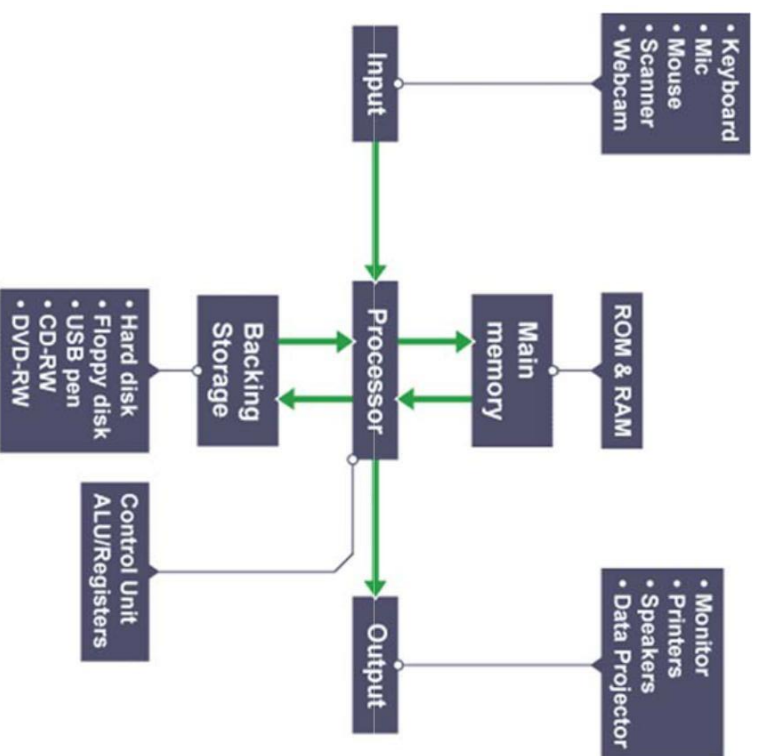 • Keyboard
• Mic
• Mouse
• Scanner
• Webcam
Input
ROM & RAM
Main
memory
Processor
Backing
Storage
• Hard disk
• Floppy disk
• USB pen
• CD-RW
• DVD-RW
• Monitor
• Printers
• Speakers
• Data Projector
Output
Control Unit
ALU/Registers